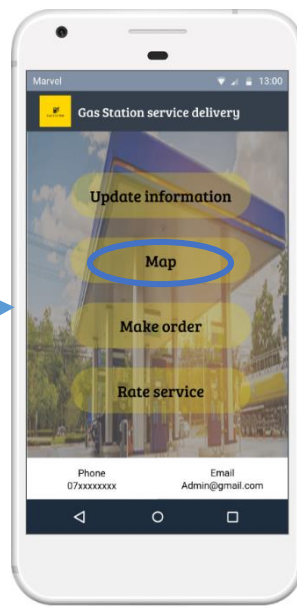 Marvel 13:00
Gas Station service delivery
Update information
Map
Make order
Rate service
Phone Email
07xxxxxxxx Admin@gmail.com